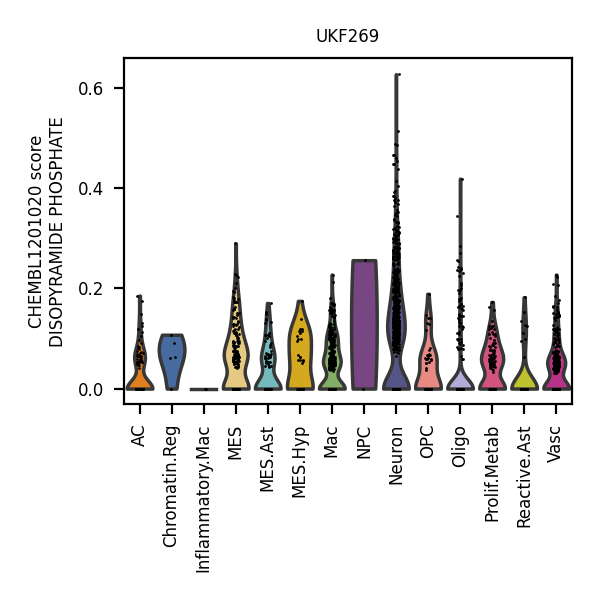 UKF269
CHEMBL1201020 score
DISOPYRAMIDE PHOSPHATE
0.6
0.4
0.2
0.0
AC
Chromatin.Reg
Inflammatory.Mac
MES
MES.Ast
MES.Hyp
Mac
NPC
Neuron
OPC
Oligo
Prolif.Metab
Reactive.Ast
Vasc